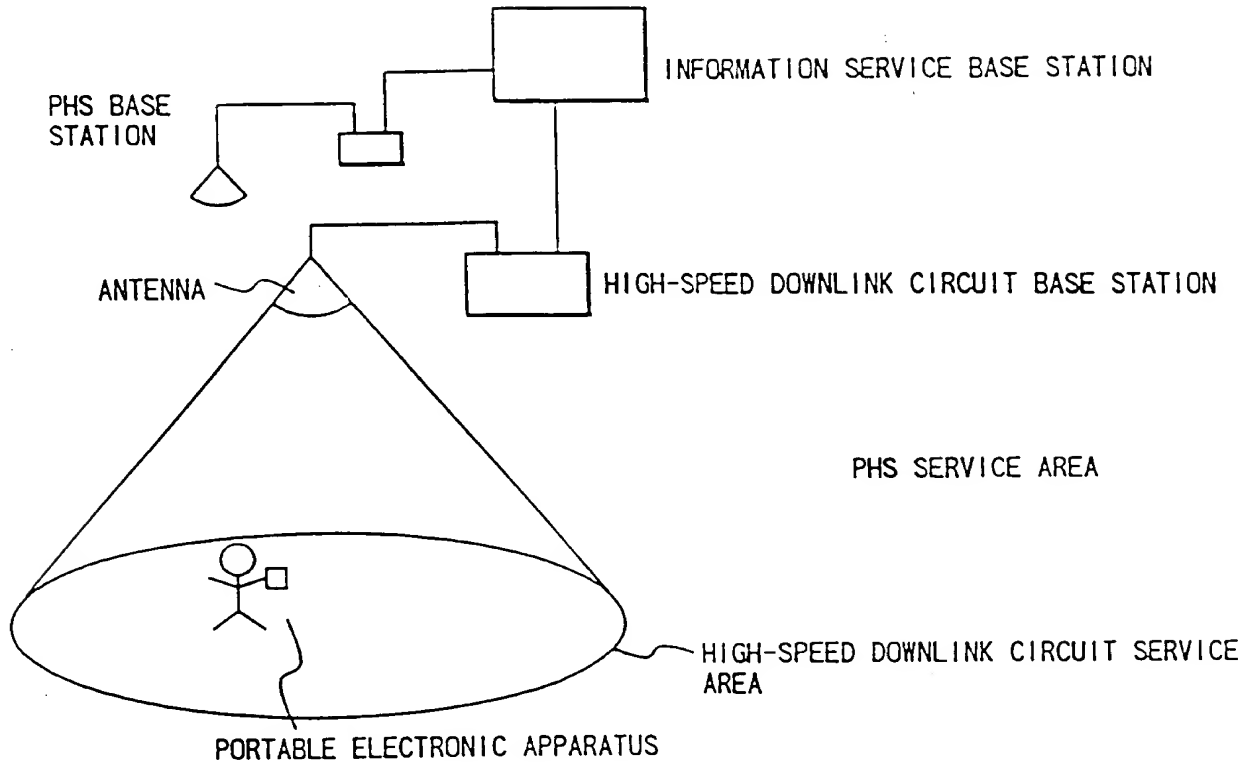 INFORMATION SERVICE BASE STATION
PHS BASE
STATION
ANTENNA
HIGH-SPEED DOWNLINK CIRCUIT BASE STATION
PHS SERVICE AREA
HIGH-SPEED DOWNLINK CIRCUIT SERVICE
AREA
PORTABLE ELECTRONIC APPARATUS